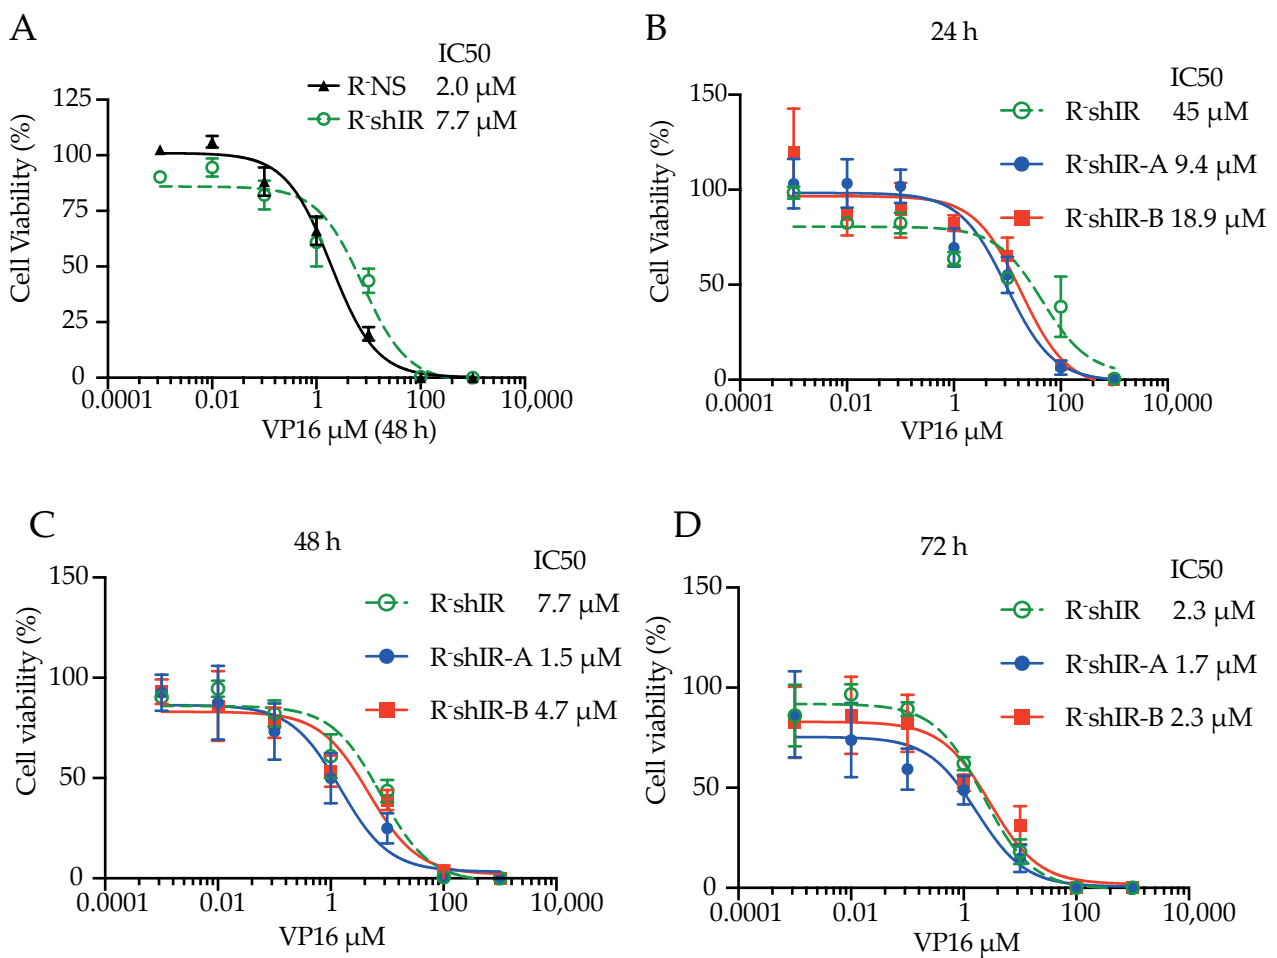 A
IC50
R-NS 2.0 µM
R-shIR 7.7 µM
Cell Viability (%)
125
100
75
50
25
0
0.0001 0.01 1 100 10,000
VP16 µM (48 h)
B
24 h
IC50
R-shIR 45 µM
R-shIR-A 9.4 µM
R-shIR-B 18.9 µM
Cell Viability (%)
150
100
50
0
0.0001 0.01 1 100 10,000
VP16 µM
C
48 h
IC50
R-shIR 7.7 µM
R-shIR-A 1.5 µM
R-shIR-B 4.7 µM
Cell viability (%)
150
100
50
0
0.0001 0.01 1 100 10,000
VP16 µM
D
72 h
IC50
R-shIR 2.3 µM
R-shIR-A 1.7 µM
R-shIR-B 2.3 µM
Cell viability (%)
150
100
50
0
0.0001 0.01 1 100 10,000
VP16 µM